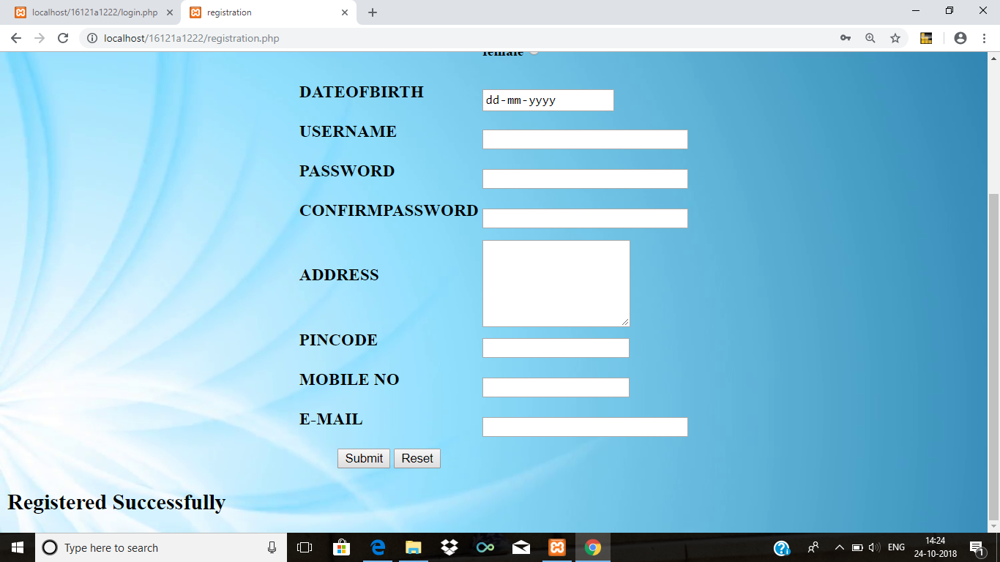 localhost/16121a1222/login.php
registration
localhost/16121a1222/registration.php
female
DATEOFBIRTH
dd-mm-yyyy
USERNAME
PASSWORD
CONFIRMPASSWORD
ADDRESS
PINCODE
MOBILE NO
E-MAIL
Submit Reset
Registered Successfully
Type here to search
ENG
14:24
24-10-2018
1